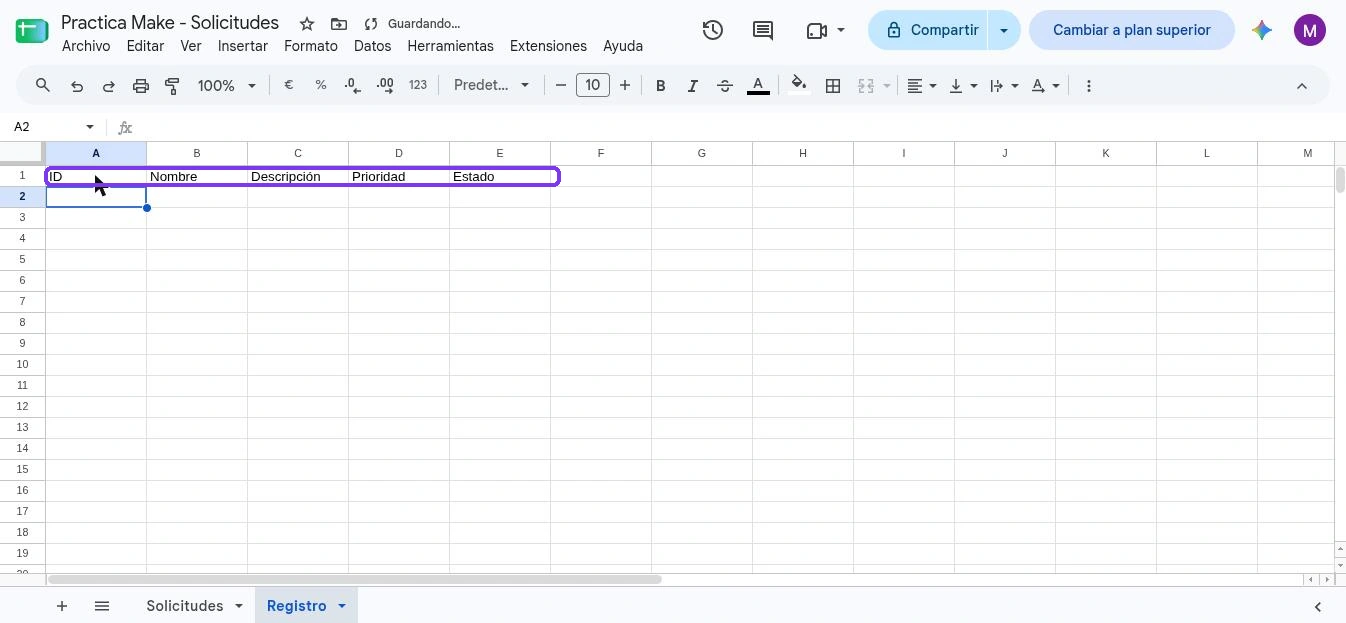 Practica Make - Solicitudes
Guardando...
Archivo Editar Ver Insertar Formato Datos Herramientas Extensiones Ayuda
Compartir
Cambiar a plan superior
M
100% € % .0 .00 123 Predet... 10 B I A A
A2 fx
A B C D E F G H I J K L M
1 ID Nombre Descripción Prioridad Estado
2
3
4
5
6
7
8
9
10
11
12
13
14
15
16
17
18
19
Solicitudes Registro